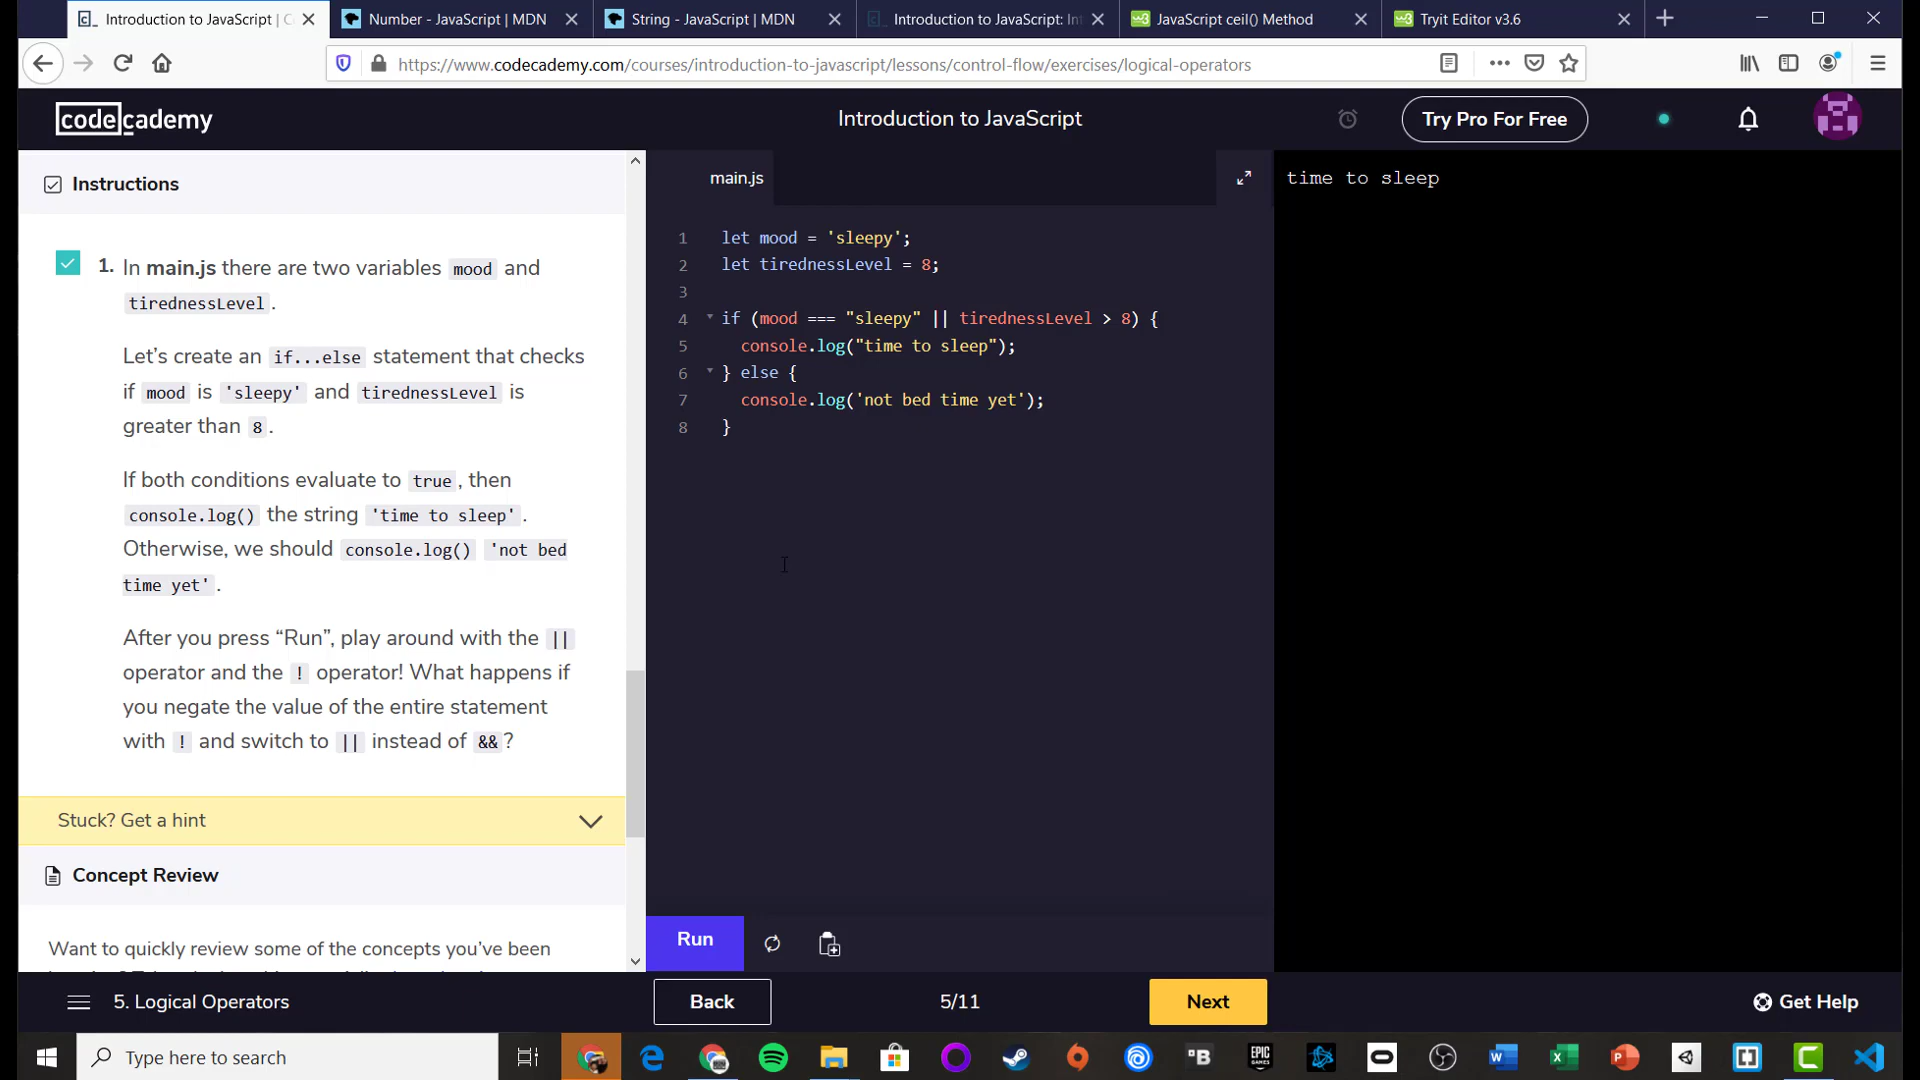 Introduction to JavaScript | C
Number - JavaScript | MDN
String - JavaScript | MDN
Introduction to JavaScript: Int
JavaScript ceil() Method
Tryit Editor v3.6
https://www.codecademy.com/courses/introduction-to-javascript/lessons/control-flow/exercises/logical-operators
codecademy
Introduction to JavaScript
Try Pro For Free
Instructions
1. In main.js there are two variables mood and
tirednessLevel.
Let’s create an if...else statement that checks
if mood is 'sleepy' and tirednessLevel is
greater than 8.
If both conditions evaluate to true, then
console.log() the string 'time to sleep'.
Otherwise, we should console.log() 'not bed
time yet'.
After you press “Run”, play around with the ||
operator and the ! operator! What happens if
you negate the value of the entire statement
with ! and switch to || instead of &&?
Stuck? Get a hint
Concept Review
Want to quickly review some of the concepts you’ve been
main.js
1 let mood = 'sleepy';
2 let tirednessLevel = 8;
3
4 if (mood === "sleepy" || tirednessLevel > 8) {
5 console.log("time to sleep");
6 } else {
7 console.log('not bed time yet');
8 }
time to sleep
Run
5. Logical Operators
Back
5/11
Next
Get Help
Type here to search